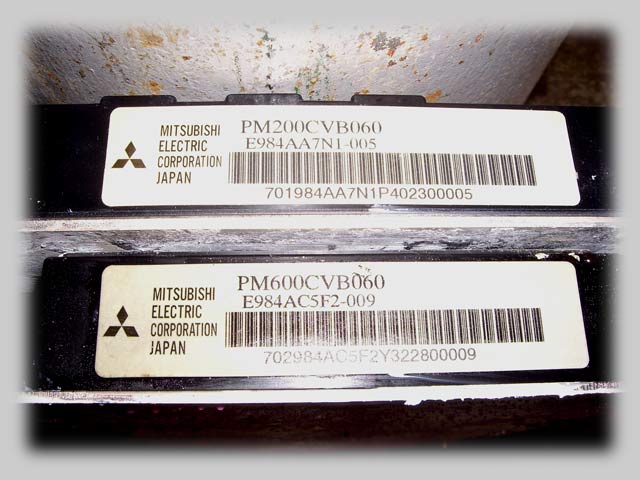 MITSUBISHI
ELECTRIC
CORPORATION
JAPAN
PM200CVB060
E984AA7N1-005
701984AA7N1P402300005
MITSUBISHI
ELECTRIC
CORPORATION
JAPAN
PM600CVB060
E984AC5F2-009
702984AC5F2Y322800009